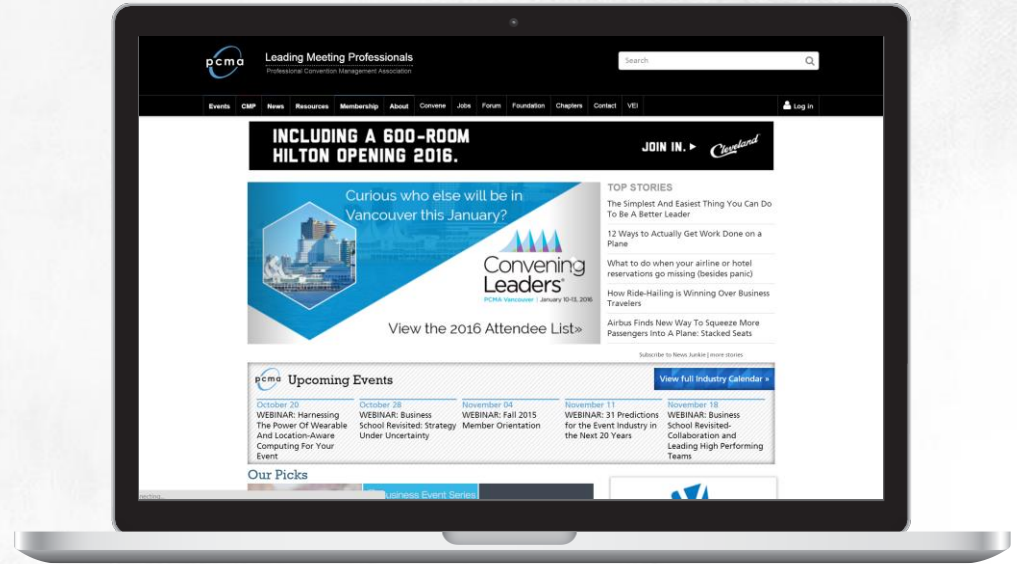 pcma
Leading Meeting Professionals
Professional Convention Management Association
Search
Events CMP News Resources Membership About Convene Jobs Forum Foundation Chapters Contact VEI Log in
INCLUDING A 600-ROOM
HILTON OPENING 2016.
JOIN IN.
Cleveland
Curious who else will be in
Vancouver this January?
Convening
Leaders
PCMA Vancouver | January 10-13, 2016
View the 2016 Attendee List»
TOP STORIES
The Simplest And Easiest Thing You Can Do
To Be A Better Leader
12 Ways to Actually Get Work Done on a
Plane
What to do when your airline or hotel
reservations go missing (besides panic)
How Ride-Hailing is Winning Over Business
Travelers
Airbus Finds New Way To Squeeze More
Passengers Into A Plane: Stacked Seats
Subscribe to News Junkie | more stories
pcma Upcoming Events
View full Industry Calendar »
October 20
WEBINAR: Harnessing
The Power Of Wearable
And Location-Aware
Computing For Your
Event
October 28
WEBINAR: Business
School Revisited: Strategy
Under Uncertainty
November 04
WEBINAR: Fall 2015
Member Orientation
November 11
WEBINAR: 31 Predictions
for the Event Industry in
the Next 20 Years
November 18
WEBINAR: Business
School Revisited-
Collaboration and
Leading High Performing
Teams
Our Picks
Business Event Series